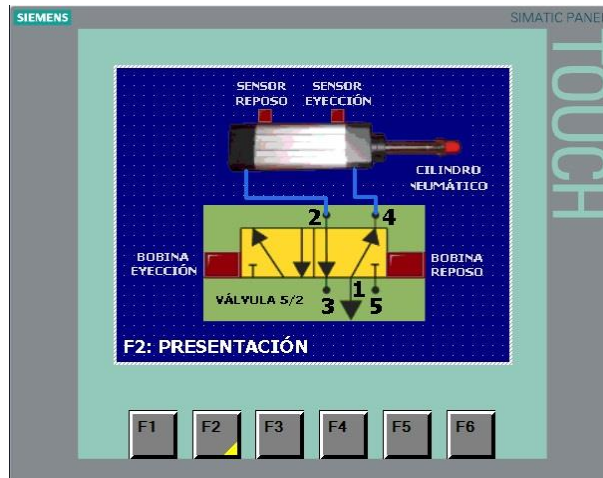 SIEMENS
SIMATIC PANEL
TOUCH
SENSOR
REPOSO
SENSOR
EYECCIÓN
CILINDRO
NEUMÁTICO
2
4
BOBINA
EYECCIÓN
BOBINA
REPOSO
VÁLVULA 5/2
1
3
5
F2: PRESENTACIÓN
F1
F2
F3
F4
F5
F6